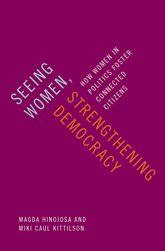 SEEING
WOMEN,
STRENGTHENING
DEMOCRACY
HOW WOMEN IN
POLITICS FOSTER
CONNECTED
CITIZENS
MAGDA HINOJOSA AND
MIKI CAUL KITTILSON